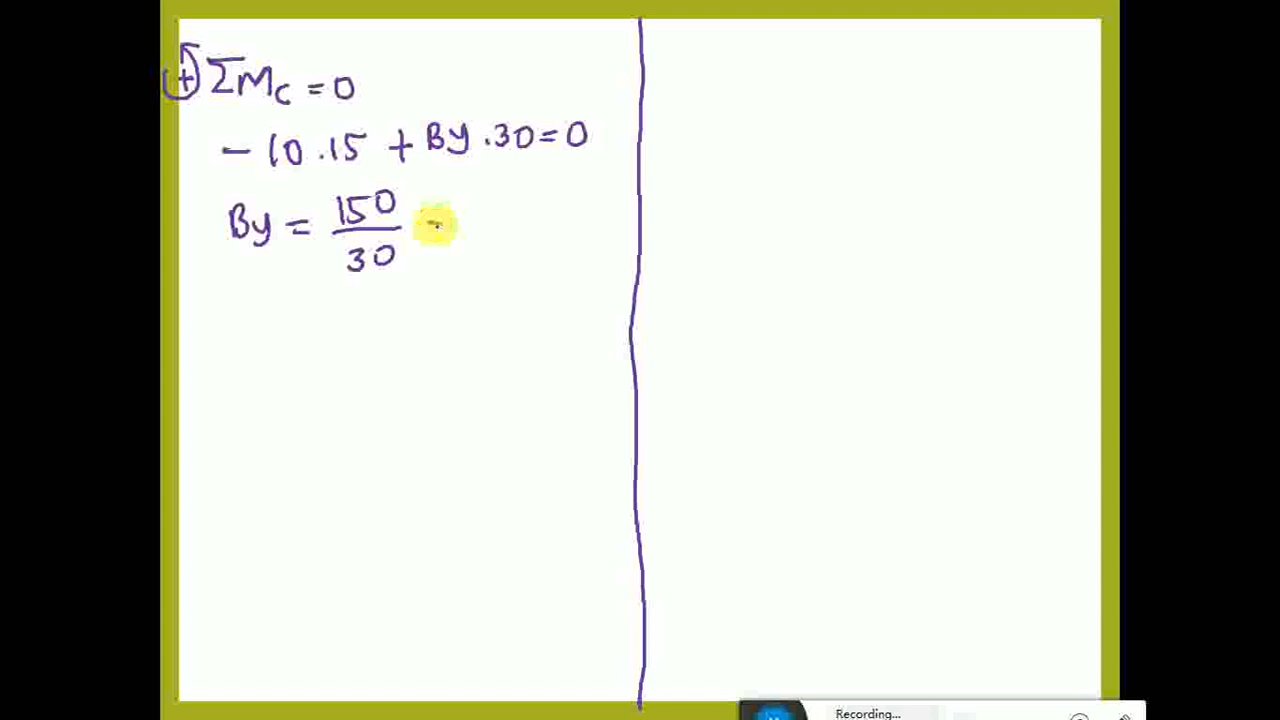 + ΣMc = 0
- 10 . 15 + By . 30 = 0
By = 150/30 -
Recording...